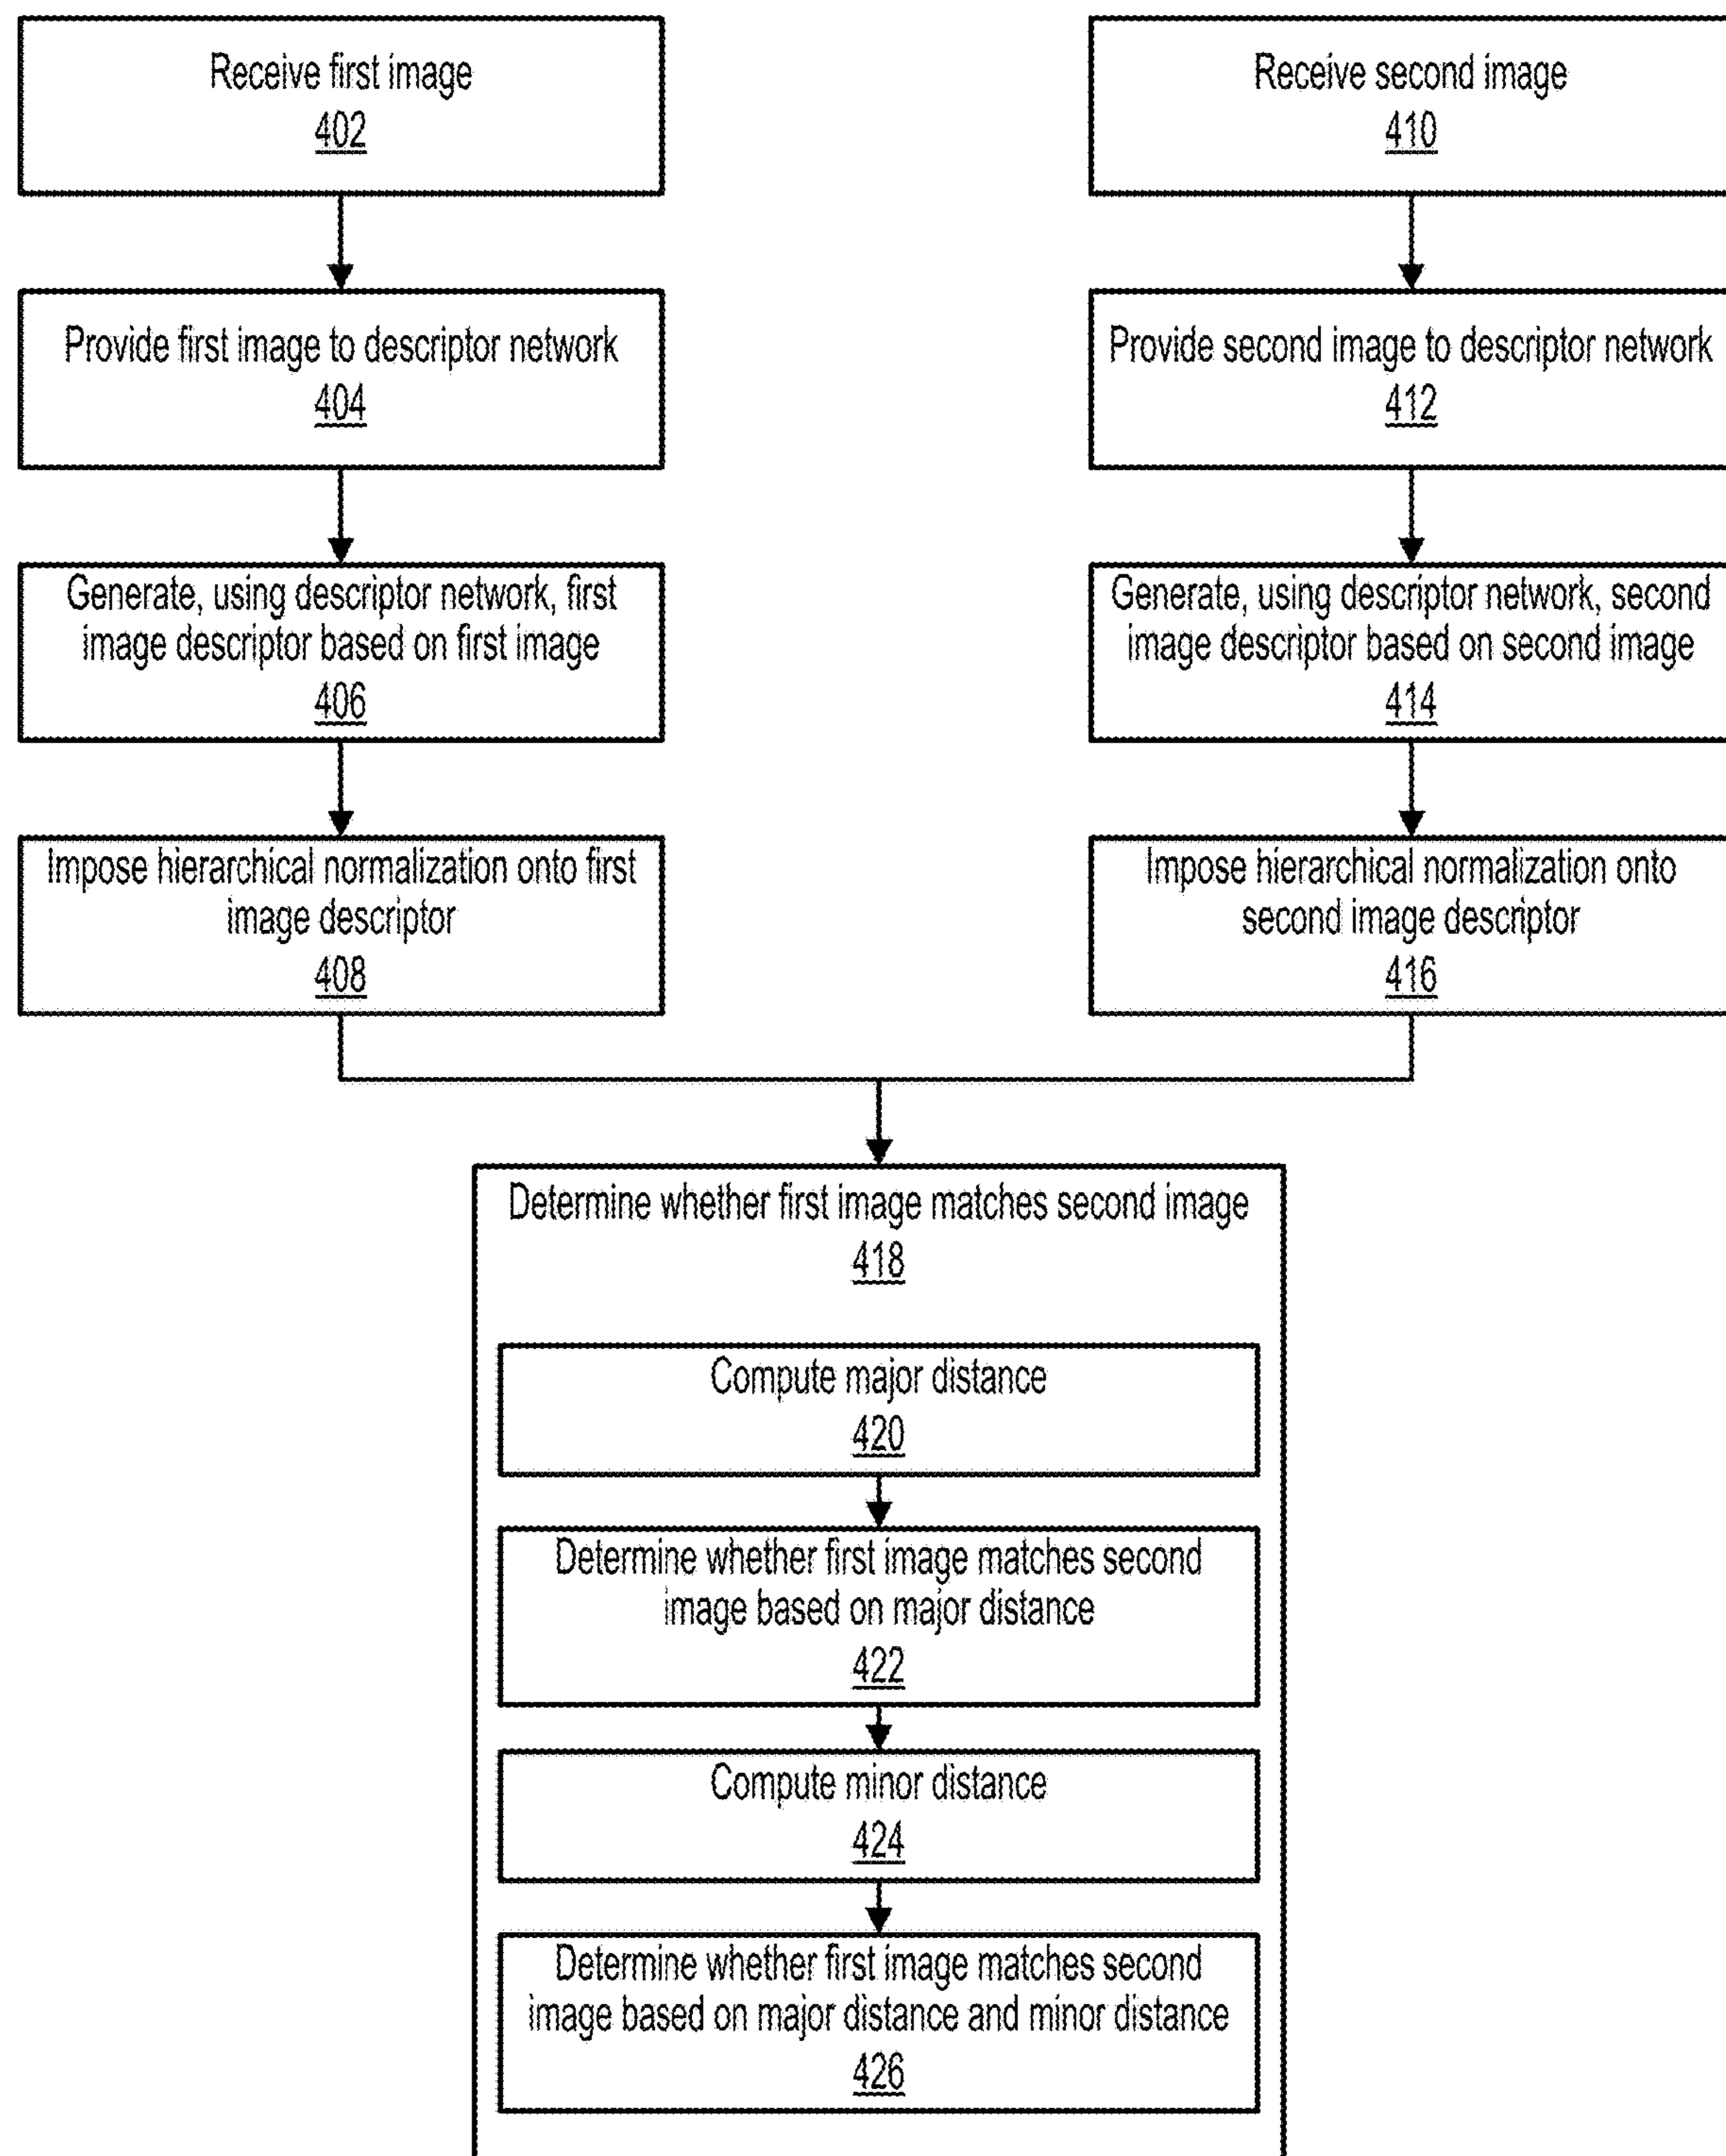 Receive first image
402
Provide first image to descriptor network
404
Generate, using descriptor network, first
image descriptor based on first image
406
Impose hierarchical normalization onto first
image descriptor
408
Receive second image
410
Provide second image to descriptor network
412
Generate, using descriptor network, second
image descriptor based on second image
414
Impose hierarchical normalization onto
second image descriptor
416
Determine whether first image matches second image
418
Compute major distance
420
Determine whether first image matches second
image based on major distance
422
Compute minor distance
424
Determine whether first image matches second
image based on major distance and minor distance
426